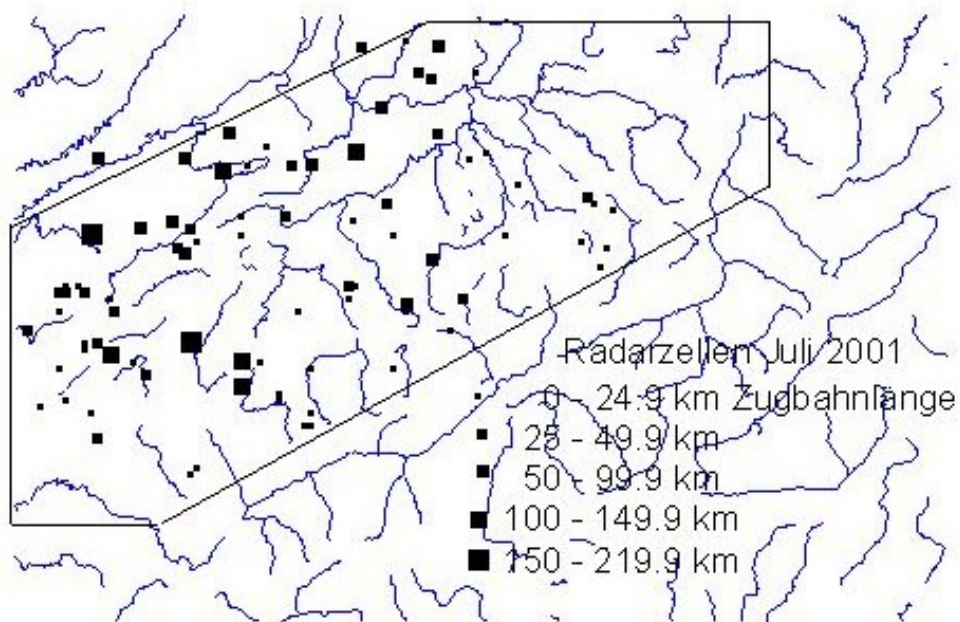 Radarzellen Juli 2001
0 - 24.9 km Zugbahnlänge
25 - 49.9 km
50 - 99.9 km
100 - 149.9 km
150 - 219.9 km